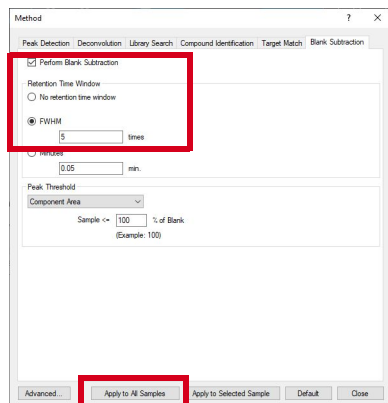 Method ? ×
Peak Detection Deconvolution Library Search Compound Identification Target Match Blank Subtraction
Perform Blank Subtraction
Retention Time Window
No retention time window
FWHM
5 times
Minutes
0.05 min.
Peak Threshold
Component Area
Sample <= 100 % of Blank
(Example: 100)
Advanced... Apply to All Samples Apply to Selected Sample Default Close